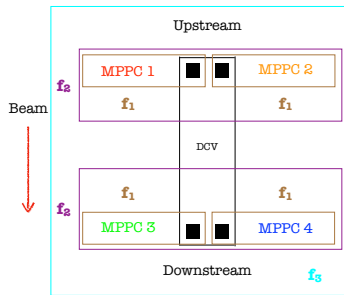 Upstream
MPPC 1 MPPC 2
f₂
f₁ f₁
Beam
DCV
f₁ f₁
f₂
MPPC 3 MPPC 4
Downstream f₃